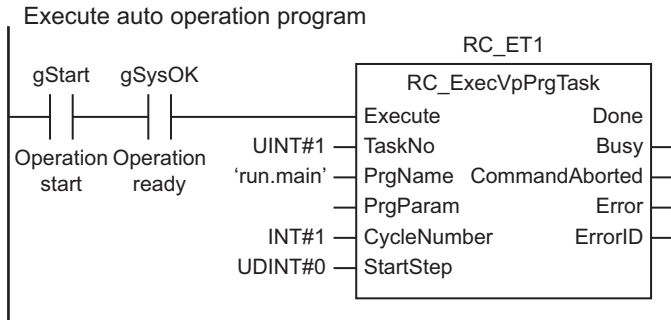 Execute auto operation program
RC_ET1
gStart gSysOK RC_ExecVpPrgTask
Execute Done
Operation start
Operation ready
UINT#1 TaskNo Busy
'run.main' PrgName CommandAborted
PrgParam Error
INT#1 CycleNumber ErrorID
UDINT#0 StartStep